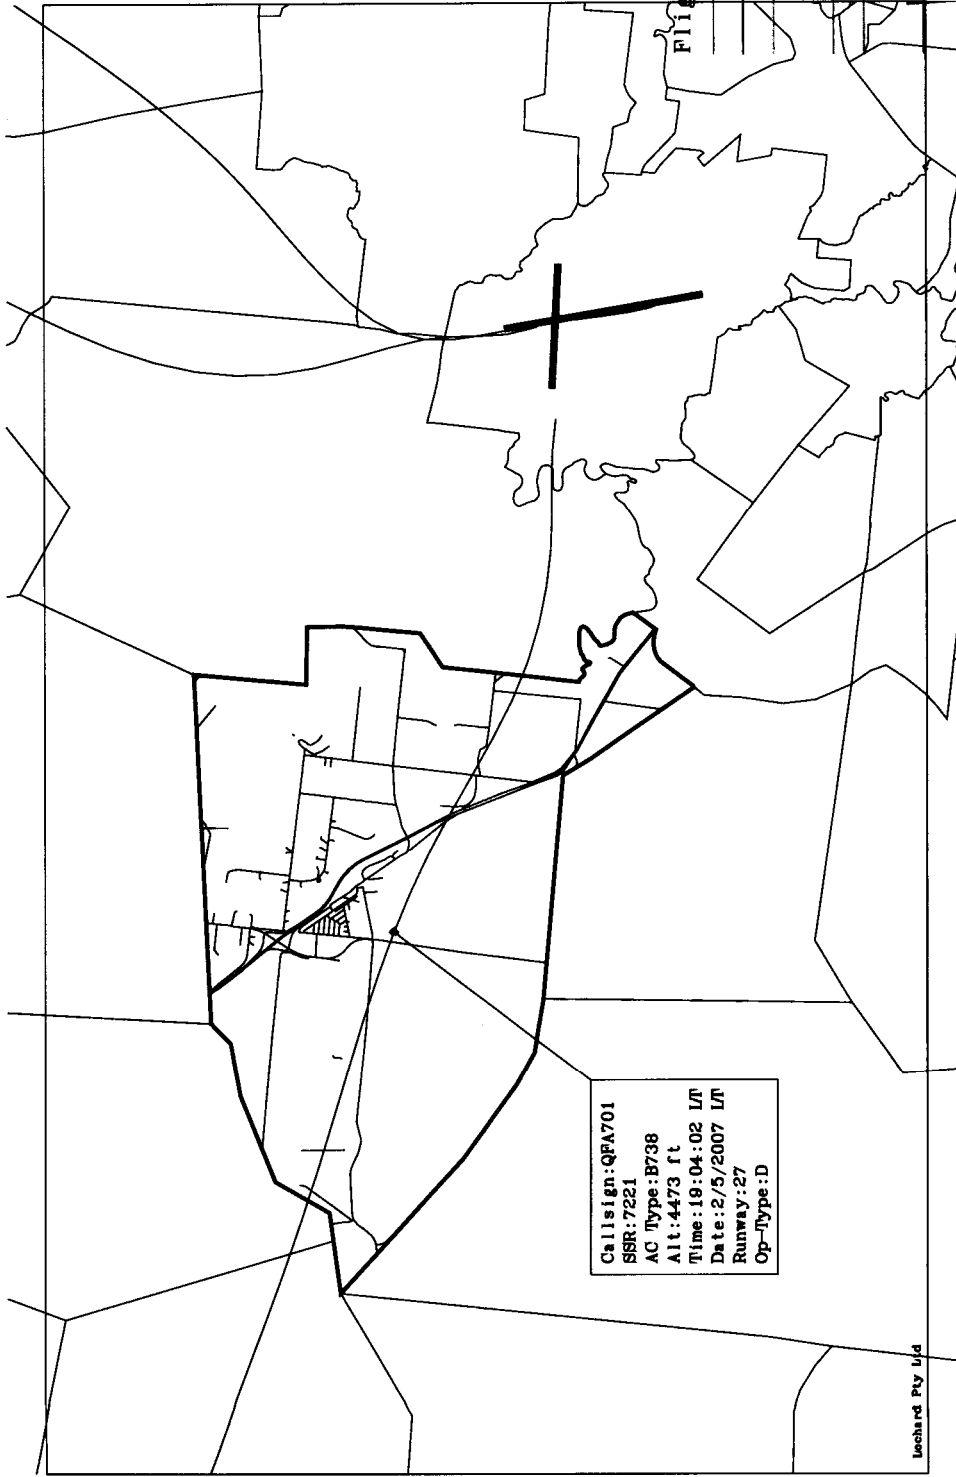 Fli
Callsign:QFA701
SSR:7221
AC Type:B738
Alt:4473 ft
Time:19:04:02 LT
Date:2/5/2007 LT
Runway:27
Op-Type:D
Lochard Pty Ltd